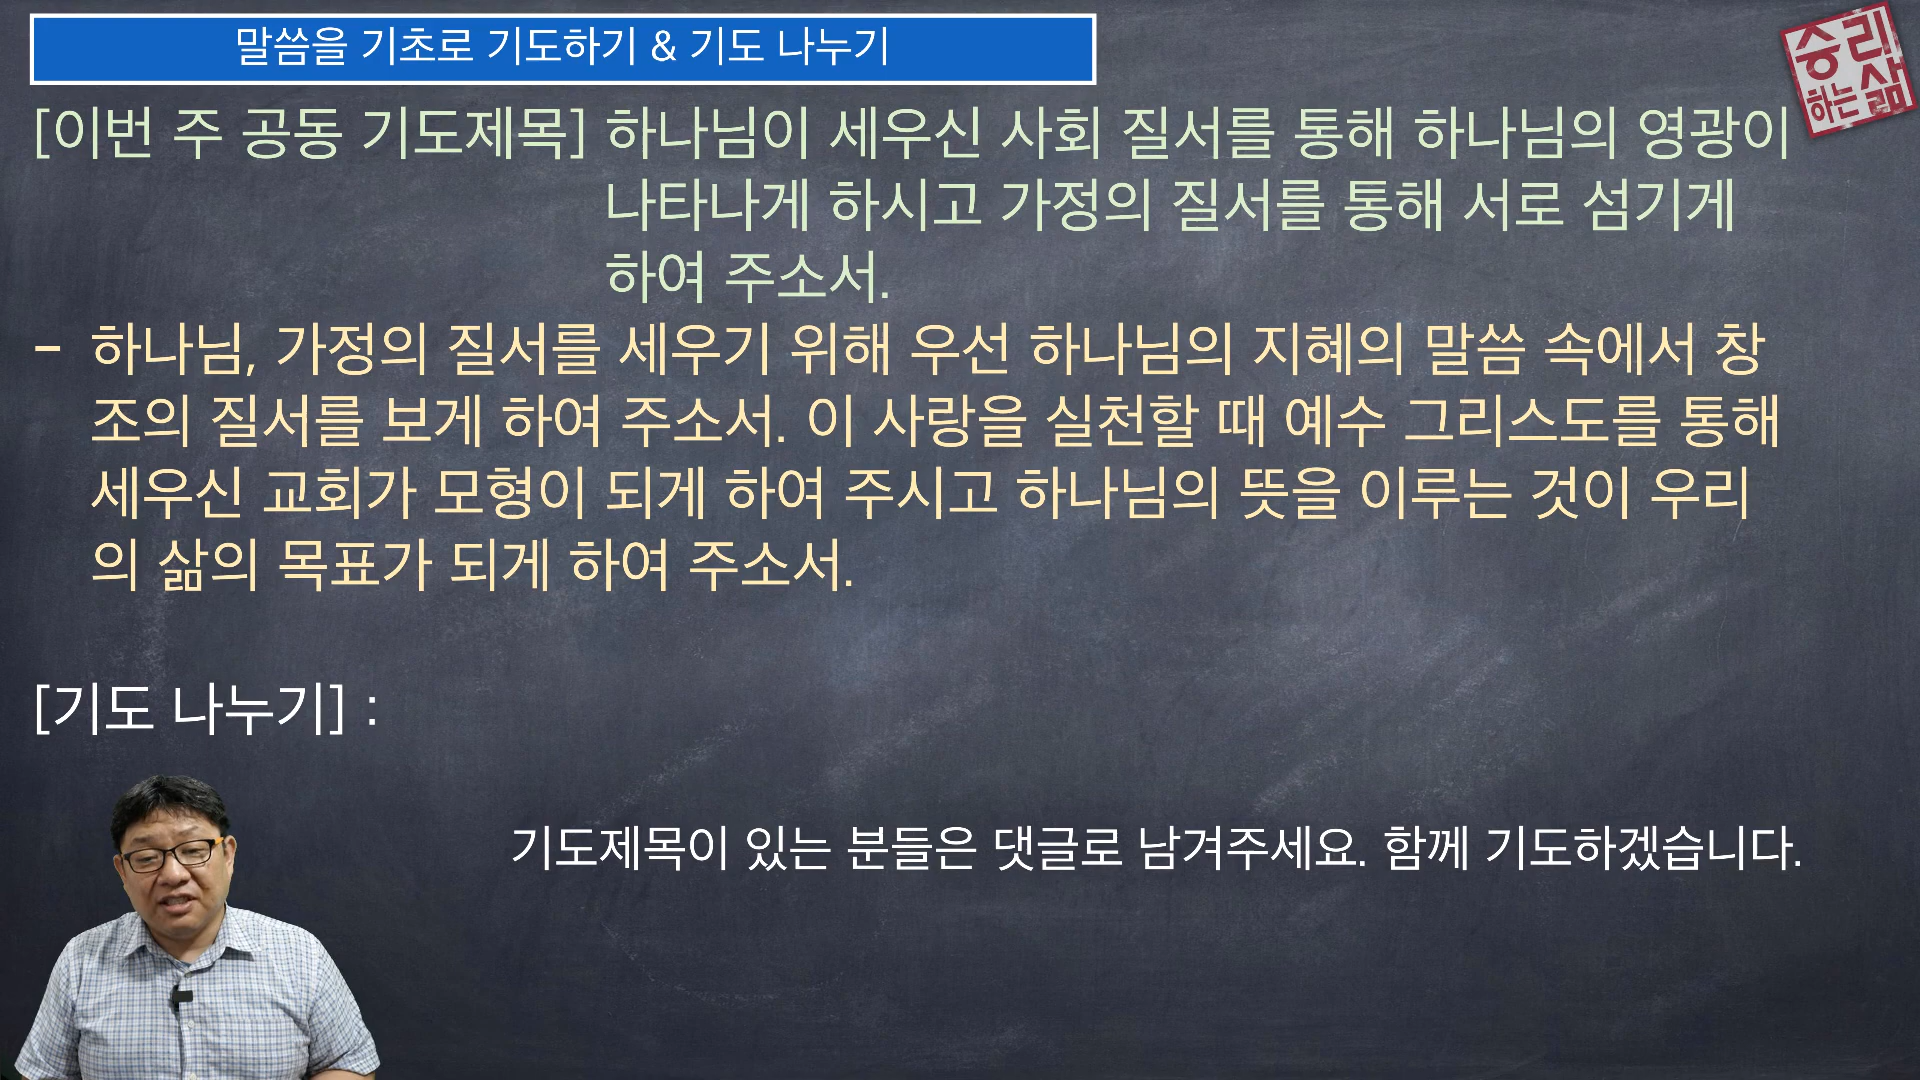 말씀을 기초로 기도하기 & 기도 나누기
승리
하는 삶
[이번 주 공동 기도제목] 하나님이 세우신 사회 질서를 통해 하나님의 영광이
나타나게 하시고 가정의 질서를 통해 서로 섬기게
하여 주소서.
- 하나님, 가정의 질서를 세우기 위해 우선 하나님의 지혜의 말씀 속에서 창
조의 질서를 보게 하여 주소서. 이 사랑을 실천할 때 예수 그리스도를 통해
세우신 교회가 모형이 되게 하여 주시고 하나님의 뜻을 이루는 것이 우리
의 삶의 목표가 되게 하여 주소서.
[기도 나누기] :
기도제목이 있는 분들은 댓글로 남겨주세요. 함께 기도하겠습니다.